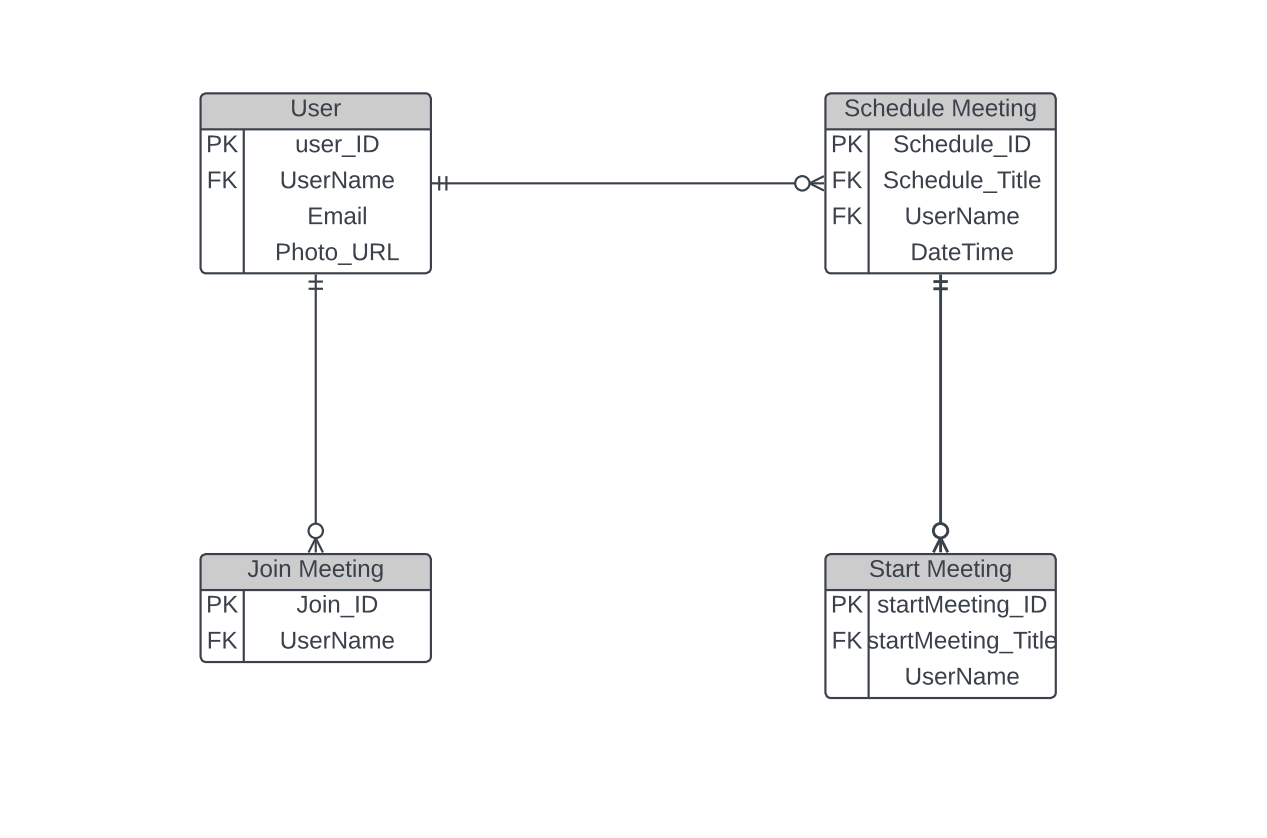 User
PK user_ID
FK UserName
Email
Photo_URL
Schedule Meeting
PK Schedule_ID
FK Schedule_Title
FK UserName
DateTime
Join Meeting
PK Join_ID
FK UserName
Start Meeting
PK startMeeting_ID
FK startMeeting_Title
UserName